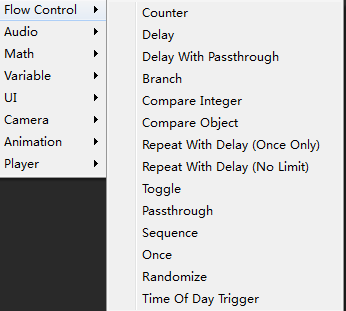 Flow Control
Audio
Math
Variable
UI
Camera
Animation
Player
Counter
Delay
Delay With Passthrough
Branch
Compare Integer
Compare Object
Repeat With Delay (Once Only)
Repeat With Delay (No Limit)
Toggle
Passthrough
Sequence
Once
Randomize
Time Of Day Trigger